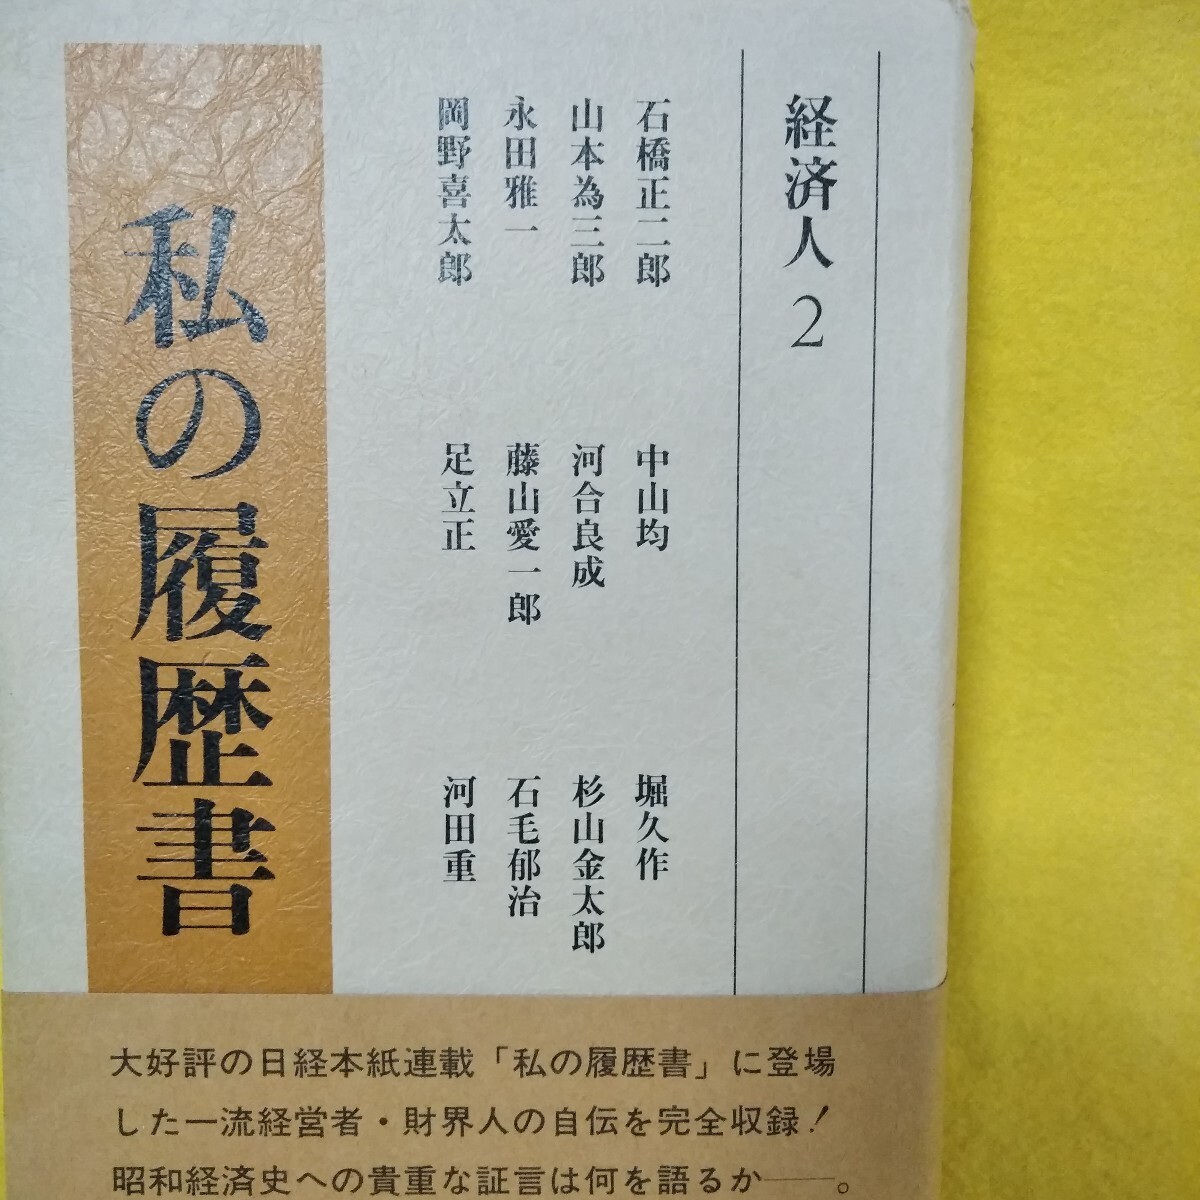 経済人 2
石橋正二郎
山本為三郎
永田雅一
岡野喜太郎
中山均
河合良成
藤山愛一郎
足立正
堀久作
杉山金太郎
石毛郁治
河田重
私の履歴書
大好評の日経本紙連載「私の履歴書」に登場
した一流経営者・財界人の自伝を完全収録！
昭和経済史への貴重な証言は何を語るか――。